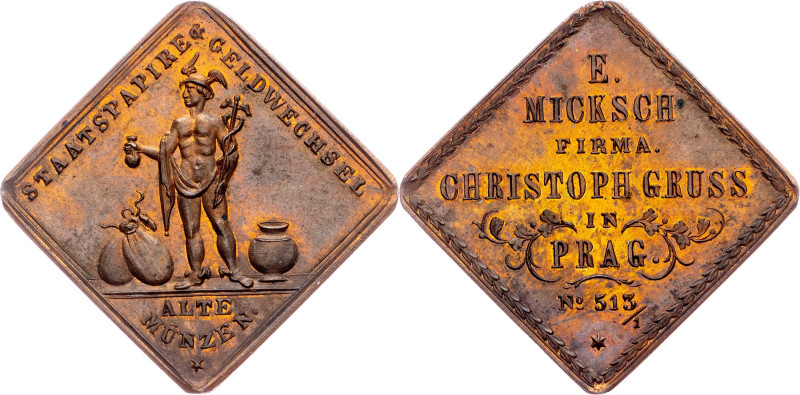 STAATSPAPIRE & GELDWECHSEL
ALTE
MÜNZEN.
E.
MICKSCH
FIRMA.
CHRISTOPH GRUSS
IN
PRAG.
No 513/1